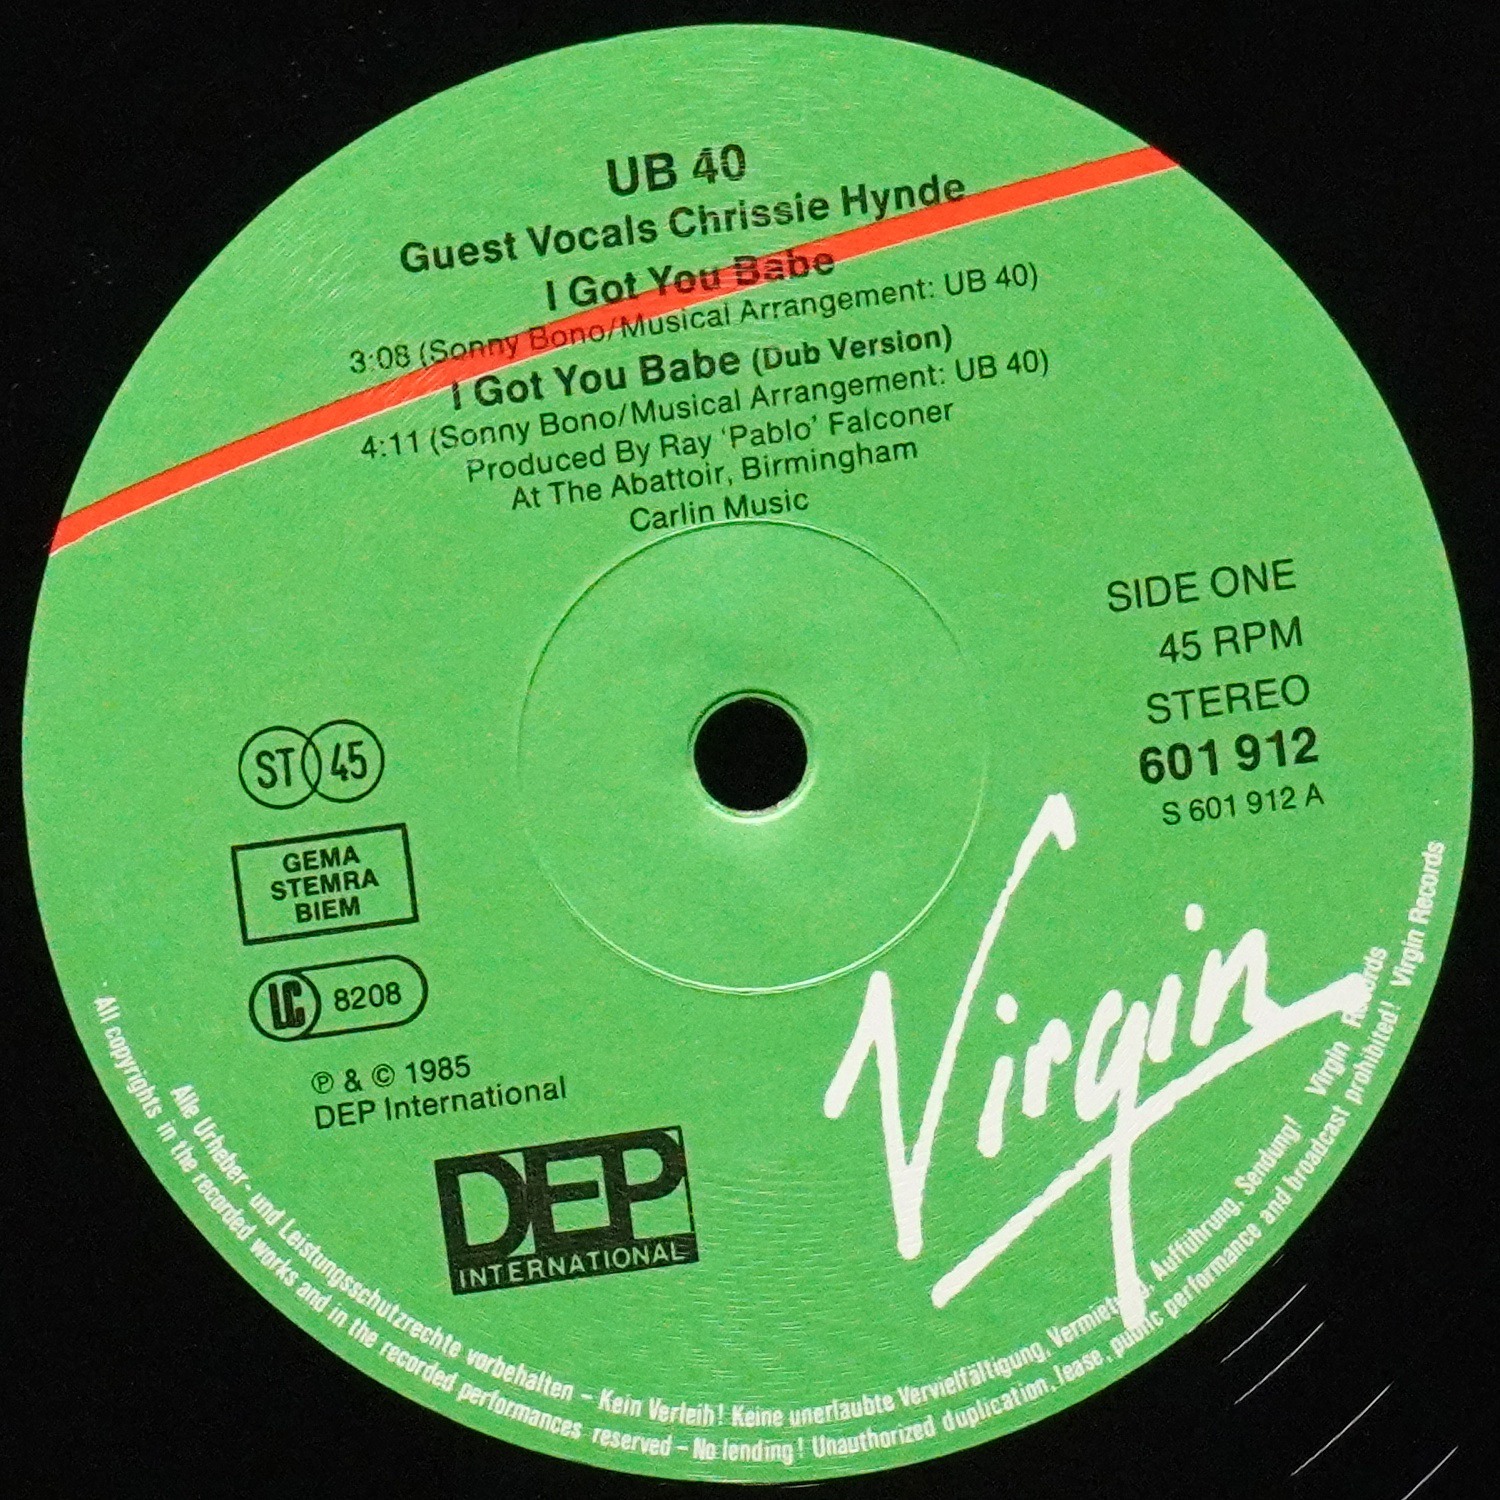 UB 40
Guest Vocals Chrissie Hynde
I Got You Babe
3:08 (Sonny Bono/Musical Arrangement: UB 40)
I Got You Babe (Dub Version)
4:11 (Sonny Bono/Musical Arrangement: UB 40)
Produced By Ray ‘Pablo’ Falconer
At The Abattoir, Birmingham
Carlin Music
SIDE ONE
45 RPM
STEREO
601 912
S 601 912 A
ST 45
GEMA
STEMRA
BIEM
LC 8208
℗ & © 1985
DEP International
DEP
INTERNATIONAL
Virgin
Alle Urheber- und Leistungsschutzrechte vorbehalten – Kein Verleih! Keine unerlaubte Vervielfältigung, Vermietung, Aufführung, Sendung! Virgin Records
All copyrights in the recorded works and in the recorded performances reserved – No lending! Unauthorized duplication, lease, public performance and broadcast prohibited! Virgin Records